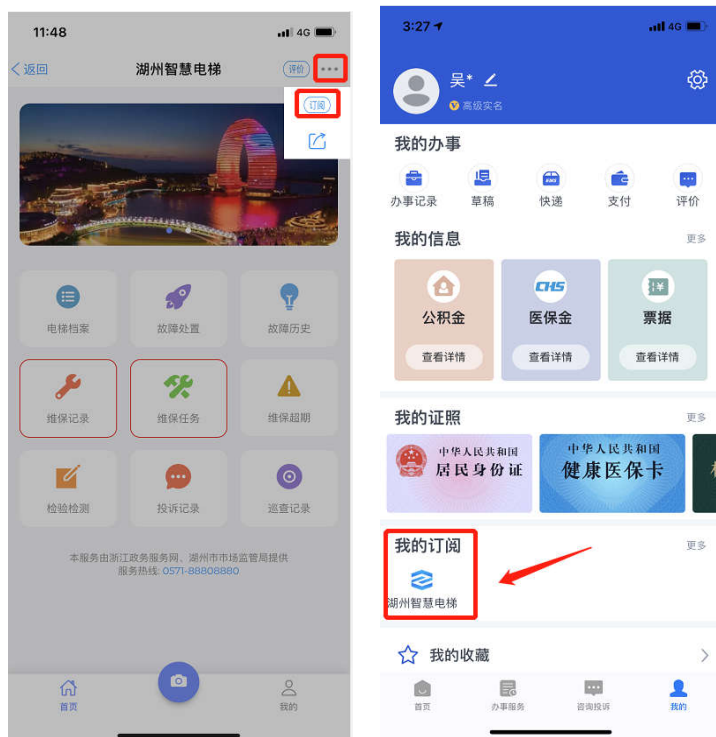 11:48
4G
返回
湖州智慧电梯
评价
订阅
电梯档案
故障处置
故障历史
维保记录
维保任务
维保超期
检验检测
投诉记录
巡查记录
本服务由浙江政务服务网、湖州市市场监管局提供
服务热线: 0571-88808880
首页
我的
3:27
4G
吴*
高级实名
我的办事
办事记录
草稿
快递
支付
评价
我的信息
更多
CHS
公积金
医保金
票据
查看详情
查看详情
查看详情
我的证照
更多
中华人民共和国
居民身份证
中华人民共和国
健康医保卡
我的订阅
更多
湖州智慧电梯
我的收藏
首页
办事服务
咨询投诉
我的